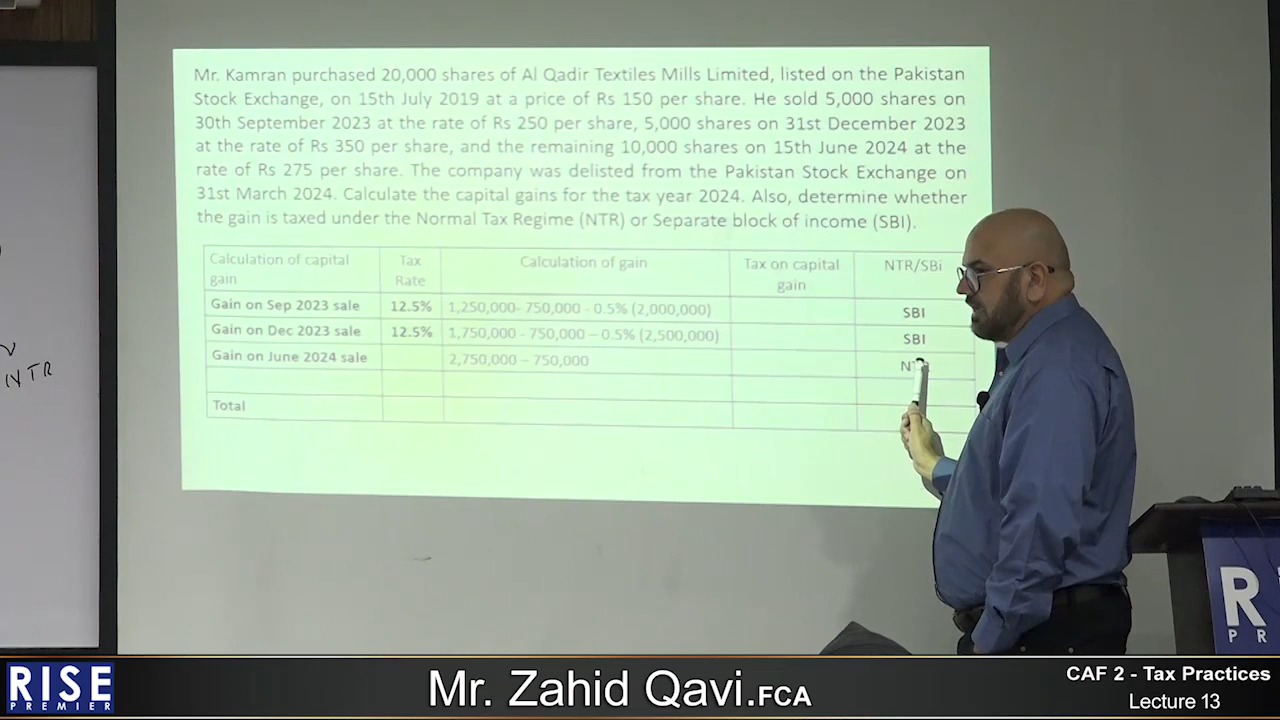 Mr. Kamran purchased 20,000 shares of Al Qadir Textiles Mills Limited, listed on the Pakistan
Stock Exchange, on 15th July 2019 at a price of Rs 150 per share. He sold 5,000 shares on
30th September 2023 at the rate of Rs 250 per share, 5,000 shares on 31st December 2023
at the rate of Rs 350 per share, and the remaining 10,000 shares on 15th June 2024 at the
rate of Rs 275 per share. The company was delisted from the Pakistan Stock Exchange on
31st March 2024. Calculate the capital gains for the tax year 2024. Also, determine whether
the gain is taxed under the Normal Tax Regime (NTR) or Separate block of income (SBI).
Calculation of capital gain Tax Rate Calculation of gain Tax on capital gain NTR/SBi
Gain on Sep 2023 sale 12.5% 1,250,000- 750,000 - 0.5% (2,000,000) SBI
Gain on Dec 2023 sale 12.5% 1,750,000 - 750,000 – 0.5% (2,500,000) SBI
Gain on June 2024 sale 2,750,000 – 750,000
Total
NTR
R
PR
RISE
PREMIER
Mr. Zahid Qavi.FCA
CAF 2 - Tax Practices
Lecture 13